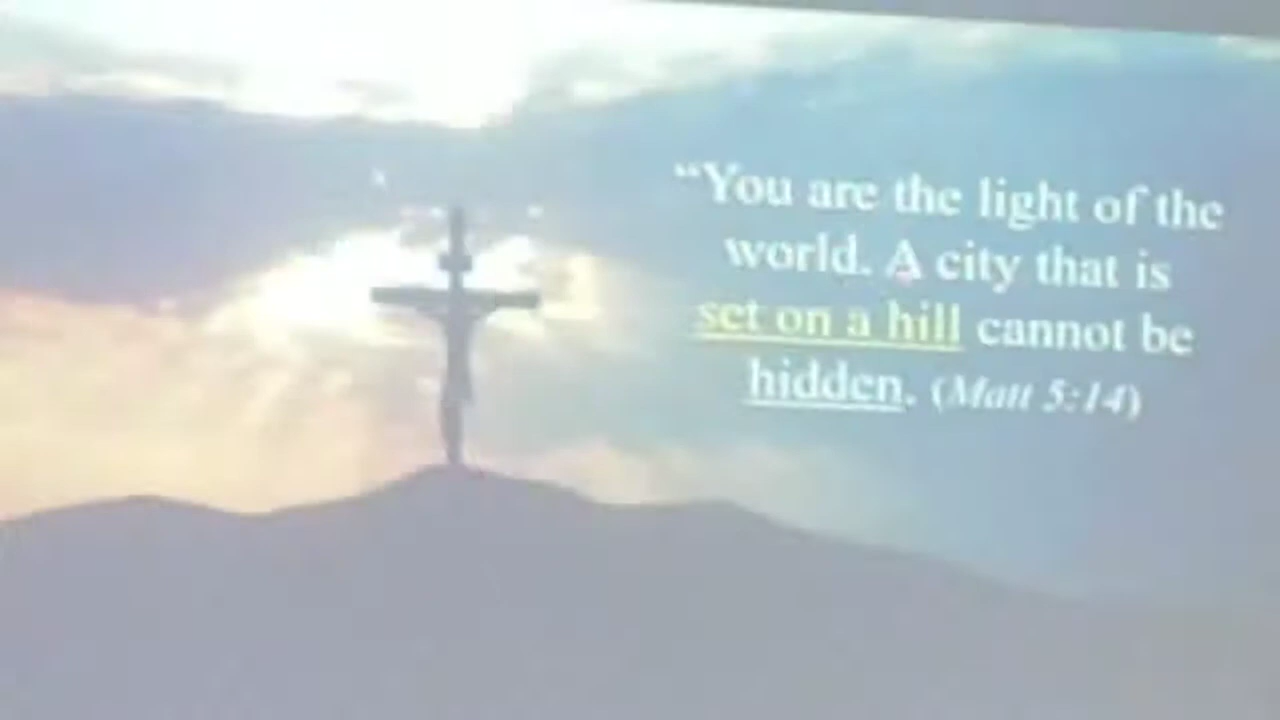 “You are the light of the
world. A city that is
set on a hill cannot be
hidden. (Matt 5:14)